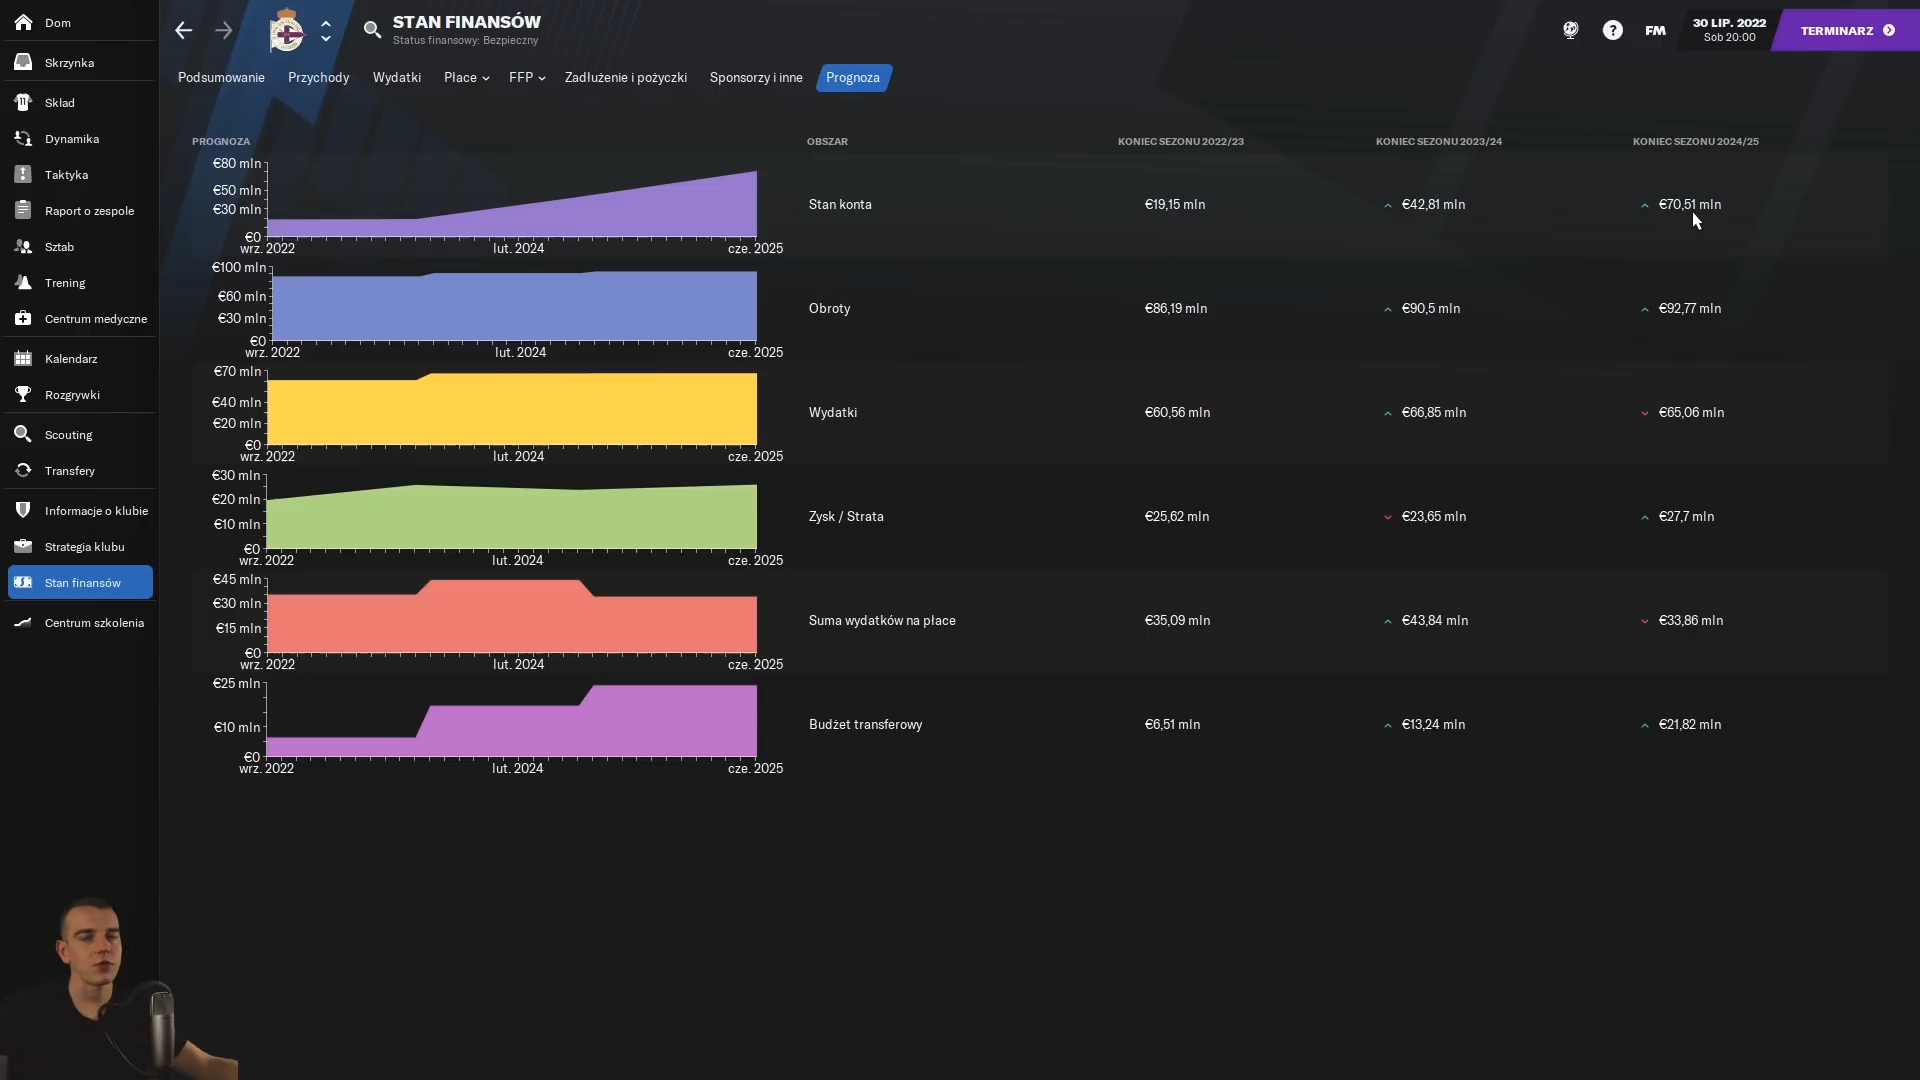 Dom
Skrzynka
Skład
Dynamika
Taktyka
Raport o zespole
Sztab
Trening
Centrum medyczne
Kalendarz
Rozgrywki
Scouting
Transfery
Informacje o klubie
Strategia klubu
Stan finansów
Centrum szkolenia
STAN FINANSÓW
Status finansowy: Bezpieczny
FM
30 LIP. 2022
Sob 20:00
TERMINARZ
Podsumowanie Przychody Wydatki Płace FFP Zadłużenie i pożyczki Sponsorzy i inne Prognoza
PROGNOZA OBSZAR KONIEC SEZONU 2022/23 KONIEC SEZONU 2023/24 KONIEC SEZONU 2024/25
€80 mln
€50 mln
€30 mln
€0
wrz. 2022 lut. 2024 cze. 2025
Stan konta €19,15 mln €42,81 mln €70,51 mln
€100 mln
€60 mln
€30 mln
€0
wrz. 2022 lut. 2024 cze. 2025
Obroty €86,19 mln €90,5 mln €92,77 mln
€70 mln
€40 mln
€20 mln
€0
wrz. 2022 lut. 2024 cze. 2025
Wydatki €60,56 mln €66,85 mln €65,06 mln
€30 mln
€20 mln
€10 mln
€0
wrz. 2022 lut. 2024 cze. 2025
Zysk / Strata €25,62 mln €23,65 mln €27,7 mln
€45 mln
€30 mln
€15 mln
€0
wrz. 2022 lut. 2024 cze. 2025
Suma wydatków na płace €35,09 mln €43,84 mln €33,86 mln
€25 mln
€10 mln
€0
wrz. 2022 lut. 2024 cze. 2025
Budżet transferowy €6,51 mln €13,24 mln €21,82 mln